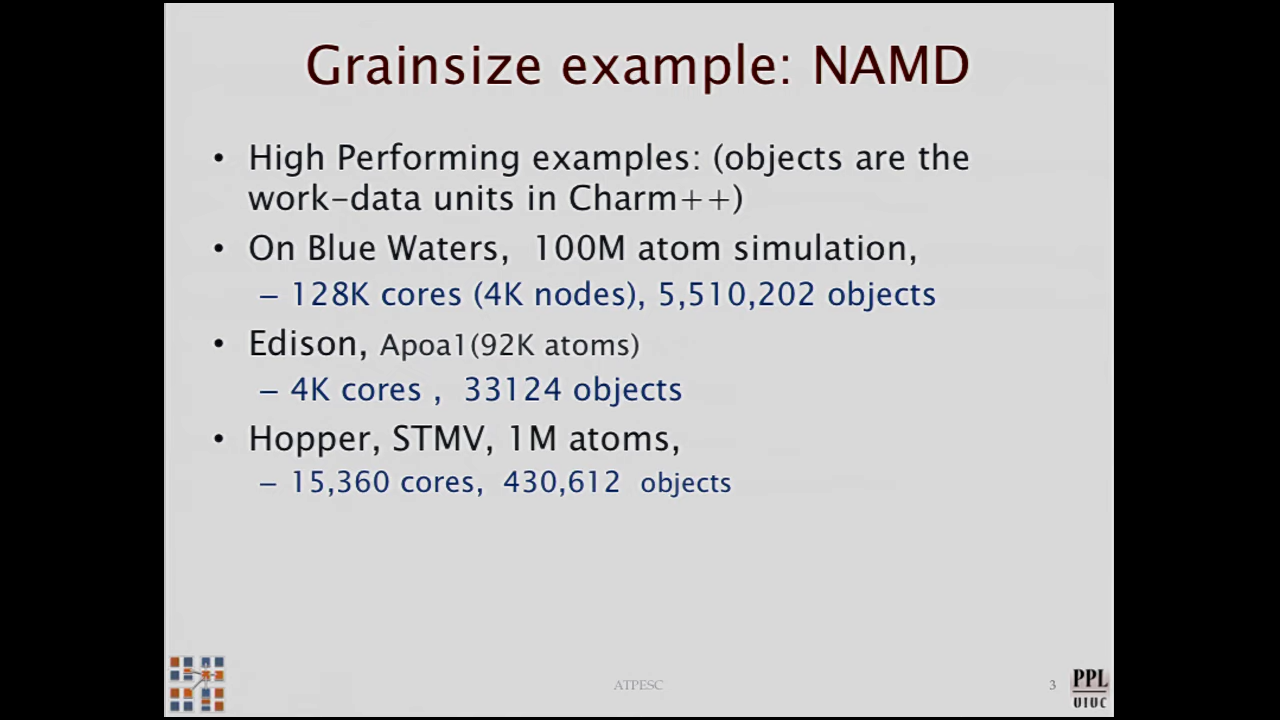 Grainsize example: NAMD
• High Performing examples: (objects are the
work-data units in Charm++)
• On Blue Waters, 100M atom simulation,
– 128K cores (4K nodes), 5,510,202 objects
• Edison, Apoa1(92K atoms)
– 4K cores , 33124 objects
• Hopper, STMV, 1M atoms,
– 15,360 cores, 430,612 objects
ATPESC
3
PPL
UIUC